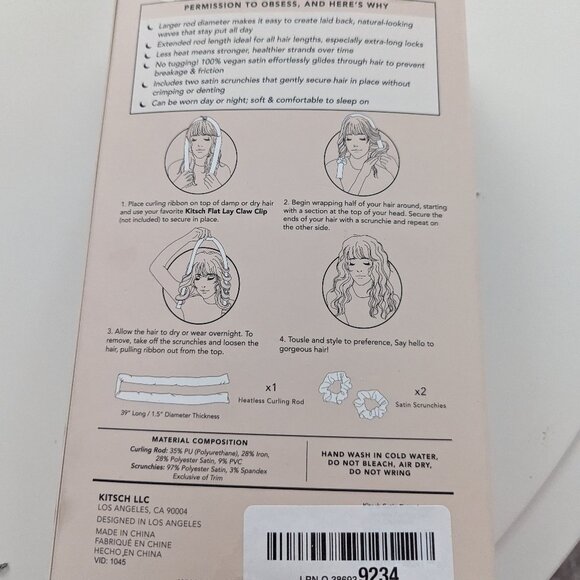 PERMISSION TO OBSESS, AND HERE'S WHY
Larger rod diameter makes it easy to create laid back, natural-looking
waves that stay put all day
Extended rod length ideal for all hair lengths, especially extra-long locks
Less heat means stronger, healthier strands over time
No tugging! 100% vegan satin effortlessly glides through hair to prevent
breakage & friction
Includes two satin scrunchies that gently secure hair in place without
crimping or denting
Can be worn day or night; soft & comfortable to sleep on
1. Place curling ribbon on top of damp or dry hair
and use your favorite Kitsch Flat Lay Claw Clip
(not included) to secure in place.
2. Begin wrapping half of your hair around, starting
with a section at the top of your head. Secure the
ends of your hair with a scrunchie and repeat on
the other side.
3. Allow the hair to dry or wear overnight. To
remove, take off the scrunchies and loosen the
hair, pulling ribbon out from the top.
4. Tousle and style to preference, Say hello to
gorgeous hair!
x1
Heatless Curling Rod
39" Long / 1.5" Diameter Thickness
x2
Satin Scrunchies
MATERIAL COMPOSITION
Curling Rod: 35% PU (Polyurethane), 28% Iron,
28% Polyester Satin, 9% PVC
Scrunchies: 97% Polyester Satin, 3% Spandex
Exclusive of Trim
HAND WASH IN COLD WATER,
DO NOT BLEACH, AIR DRY,
DO NOT WRING
KITSCH LLC
LOS ANGELES, CA 90004
DESIGNED IN LOS ANGELES
MADE IN CHINA
FABRIQUÉ EN CHINE
HECHO EN CHINA
VID: 1045
9234